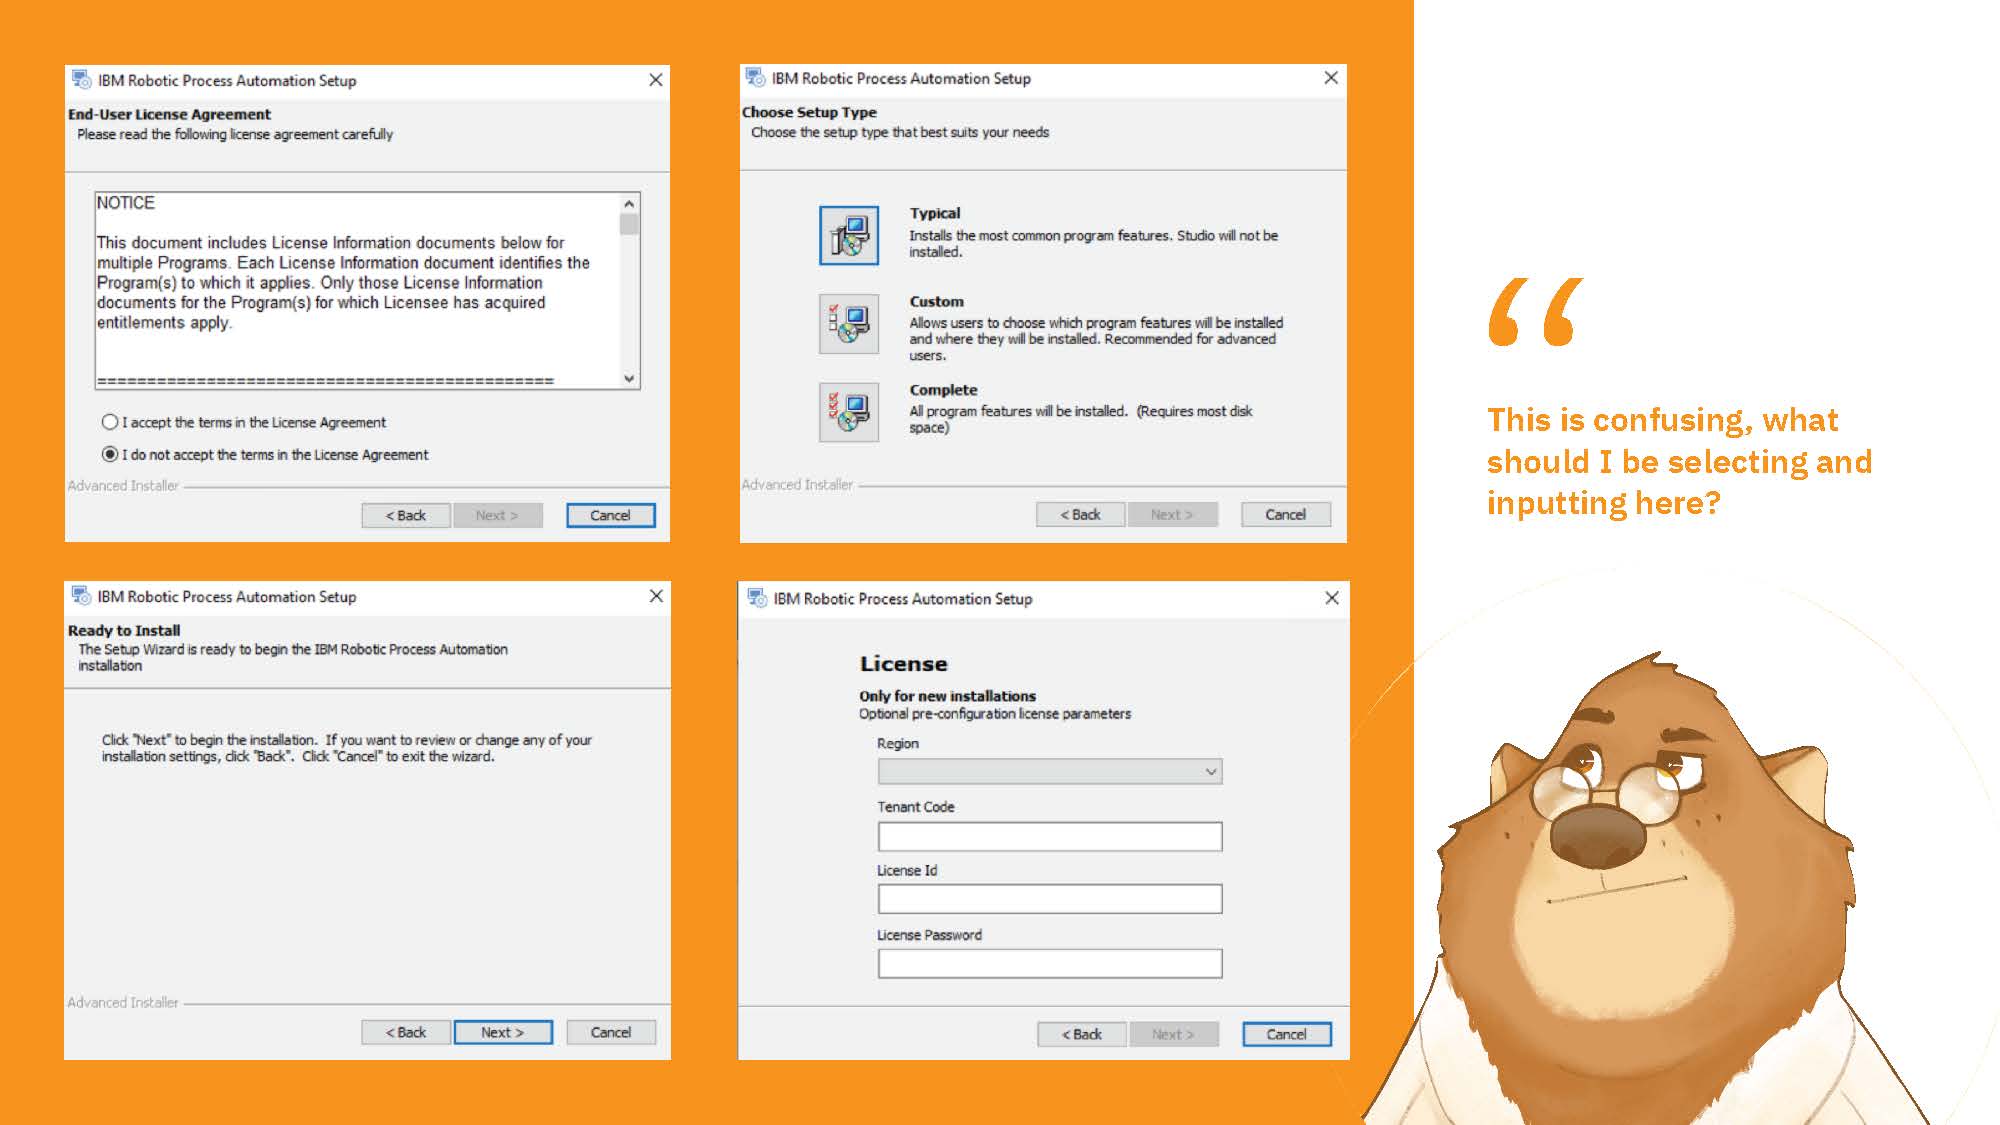 IBM Robotic Process Automation Setup
End-User License Agreement
Please read the following license agreement carefully
NOTICE
This document includes License Information documents below for
multiple Programs. Each License Information document identifies the
Program(s) to which it applies. Only those License Information
documents for the Program(s) for which Licensee has acquired
entitlements apply.
==============================================
I accept the terms in the License Agreement
I do not accept the terms in the License Agreement
Advanced Installer
< Back Next > Cancel
IBM Robotic Process Automation Setup
Choose Setup Type
Choose the setup type that best suits your needs
Typical
Installs the most common program features. Studio will not be
installed.
Custom
Allows users to choose which program features will be installed
and where they will be installed. Recommended for advanced
users.
Complete
All program features will be installed. (Requires most disk
space)
Advanced Installer
< Back Next > Cancel
IBM Robotic Process Automation Setup
Ready to Install
The Setup Wizard is ready to begin the IBM Robotic Process Automation
installation
Click "Next" to begin the installation. If you want to review or change any of your
installation settings, click "Back". Click "Cancel" to exit the wizard.
Advanced Installer
< Back Next > Cancel
IBM Robotic Process Automation Setup
License
Only for new installations
Optional pre-configuration license parameters
Region
Tenant Code
License Id
License Password
< Back Next > Cancel
“
This is confusing, what
should I be selecting and
inputting here?